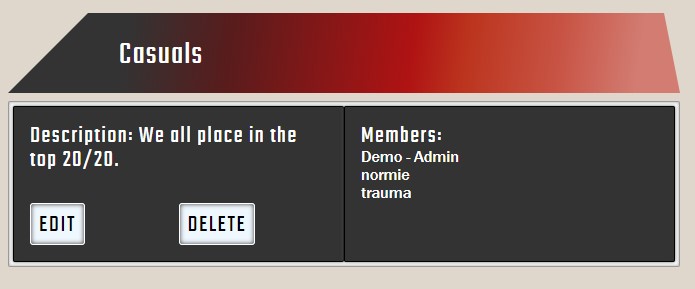 Casuals
Description: We all place in the
top 20/20.
EDIT
DELETE
Members:
Demo - Admin
normie
trauma